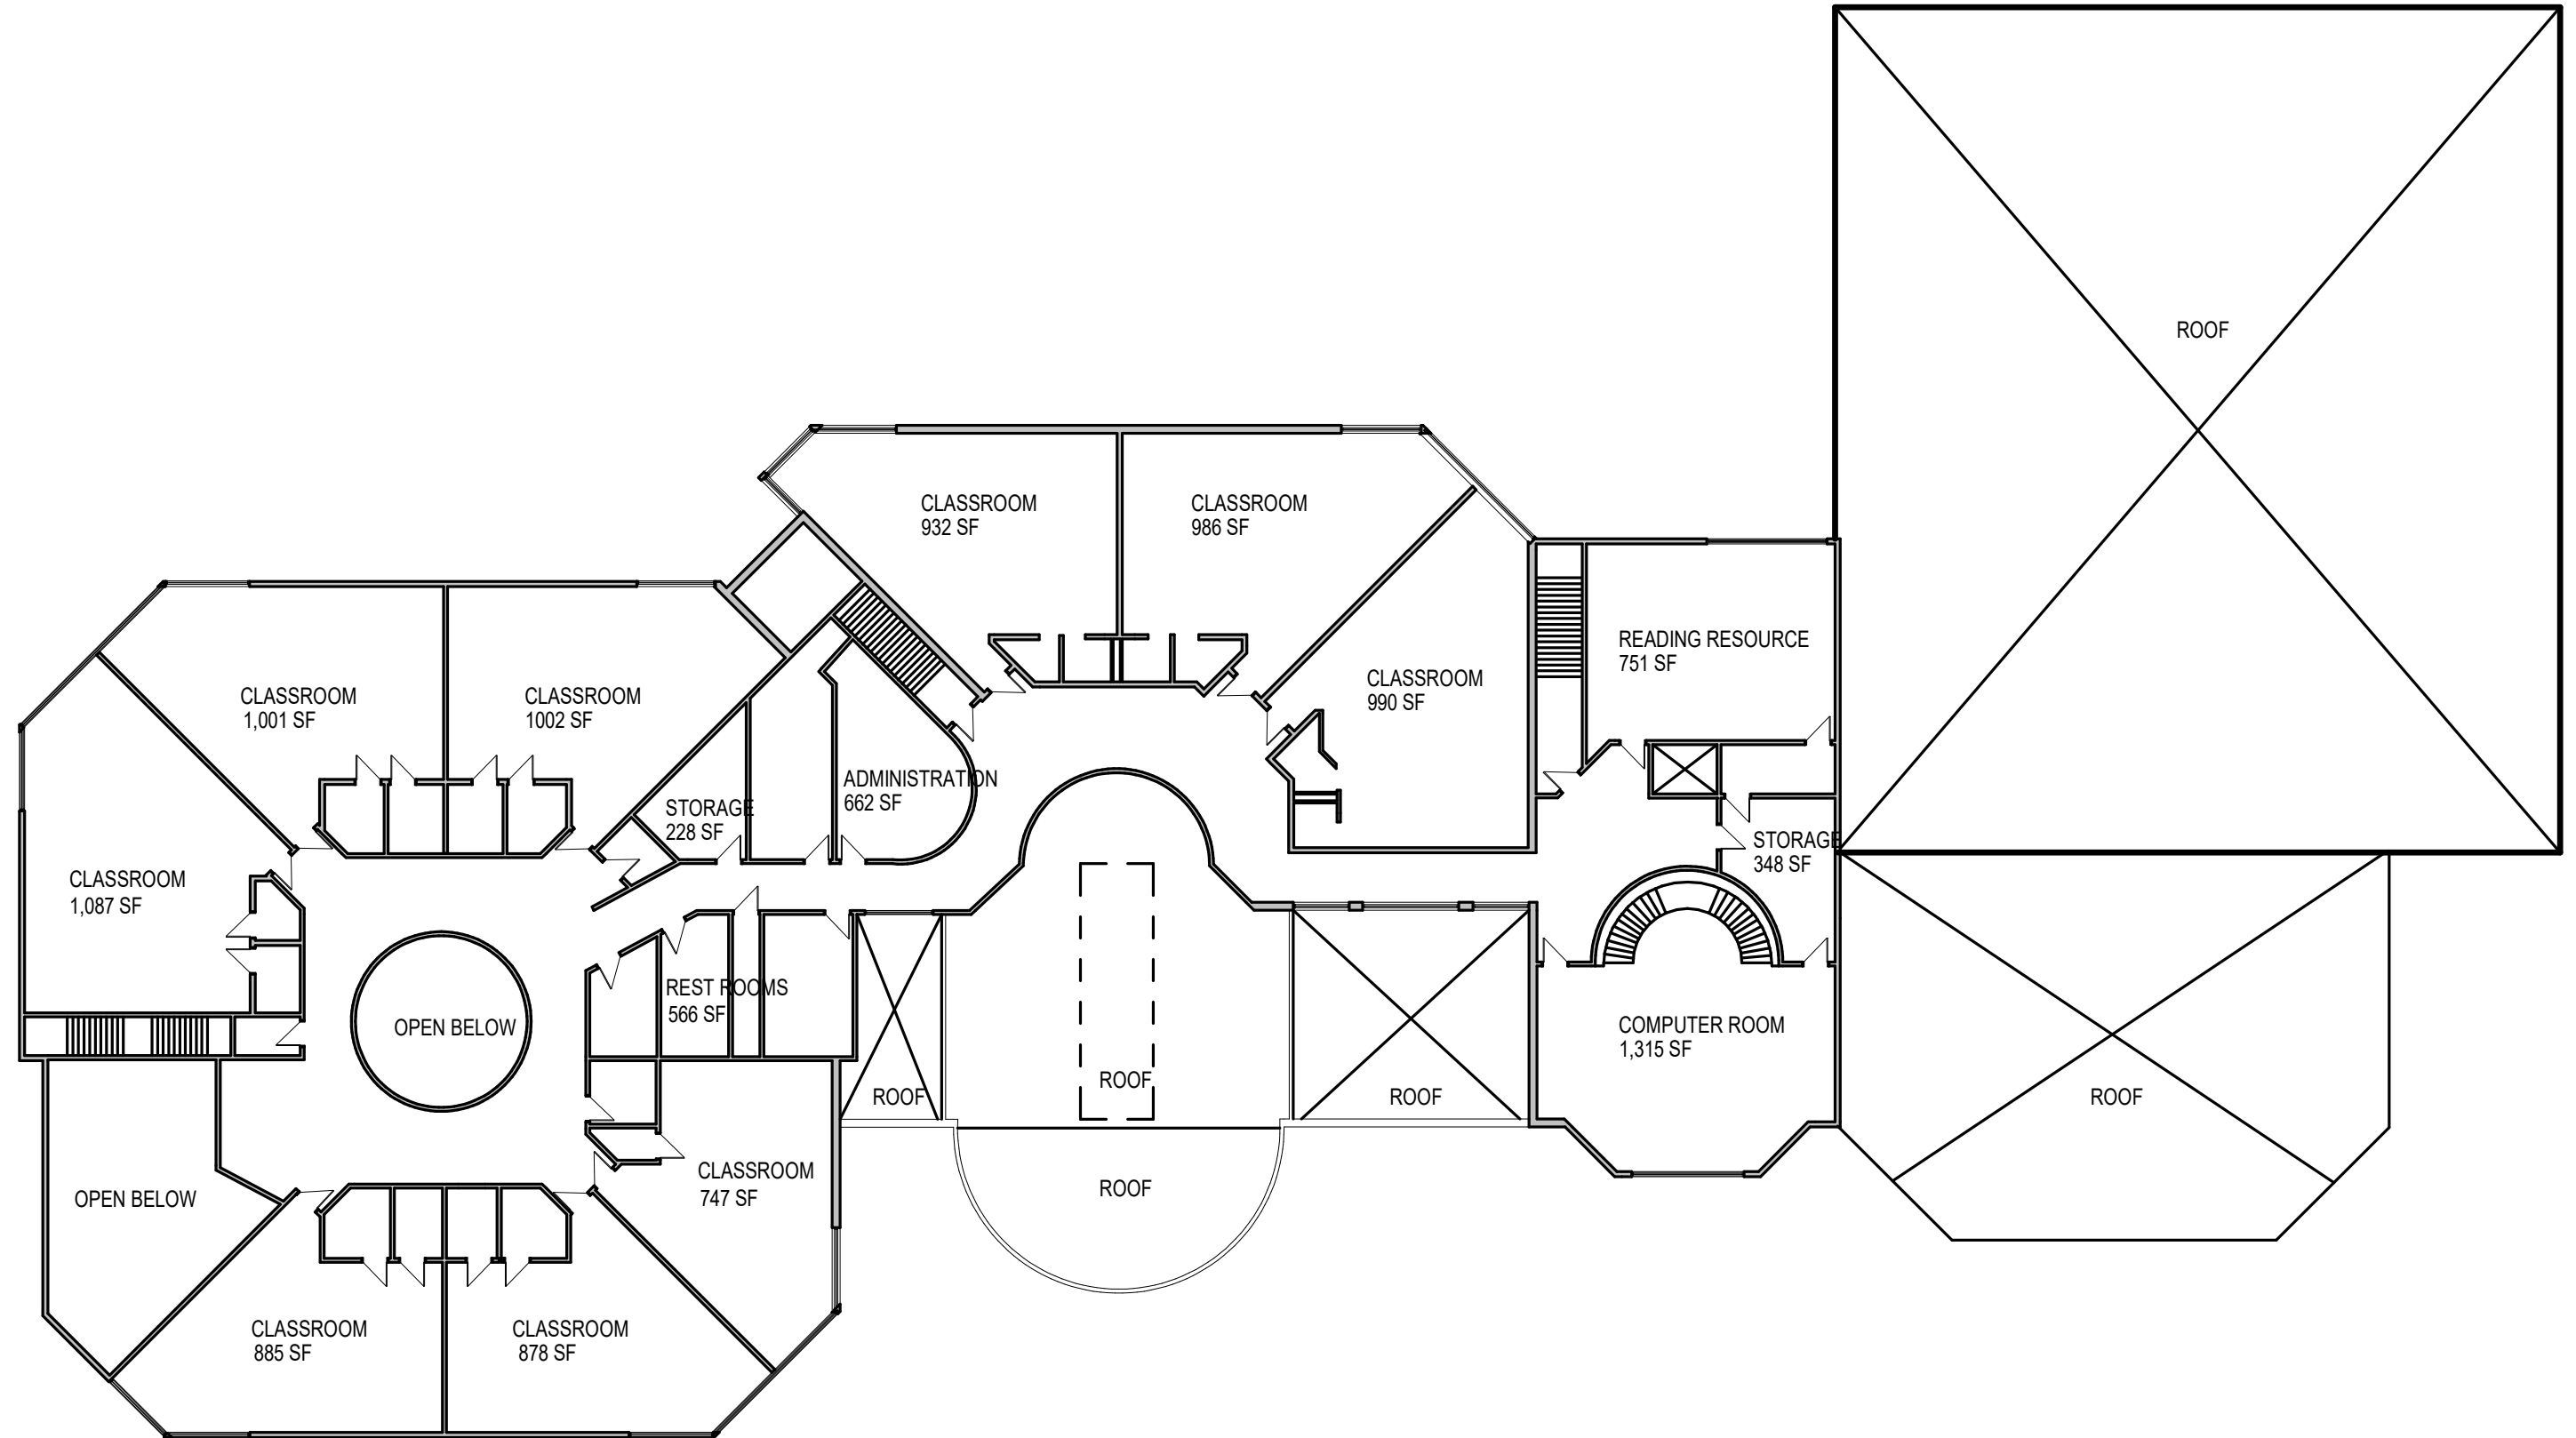 ROOF
CLASSROOM
932 SF
CLASSROOM
986 SF
READING RESOURCE
751 SF
CLASSROOM
990 SF
CLASSROOM
1,001 SF
CLASSROOM
1002 SF
ADMINISTRATION
662 SF
STORAGE
228 SF
STORAGE
348 SF
CLASSROOM
1,087 SF
REST ROOMS
566 SF
OPEN BELOW
COMPUTER ROOM
1,315 SF
ROOF
ROOF
ROOF
ROOF
CLASSROOM
747 SF
ROOF
OPEN BELOW
CLASSROOM
885 SF
CLASSROOM
878 SF